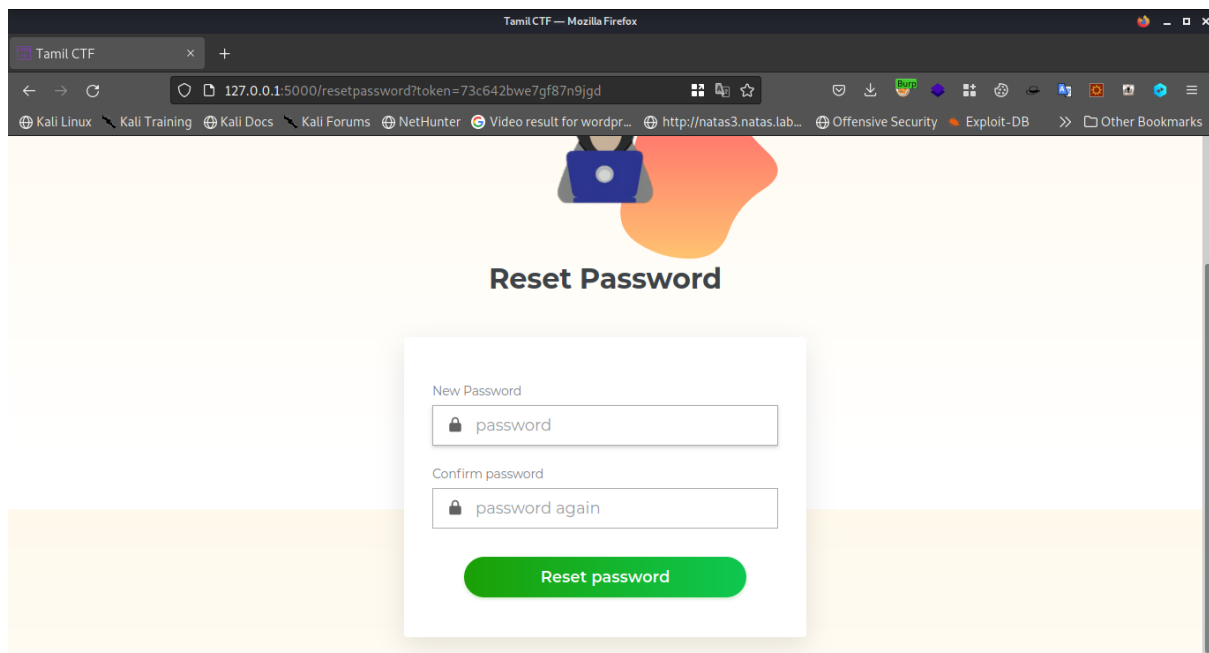 Tamil CTF — Mozilla Firefox
Tamil CTF
127.0.0.1:5000/resetpassword?token=73c642bwe7gf87n9jgd
Burp
Kali Linux Kali Training Kali Docs Kali Forums NetHunter Video result for wordpr... http://natas3.natas.lab... Offensive Security Exploit-DB Other Bookmarks
Reset Password
New Password
password
Confirm password
password again
Reset password